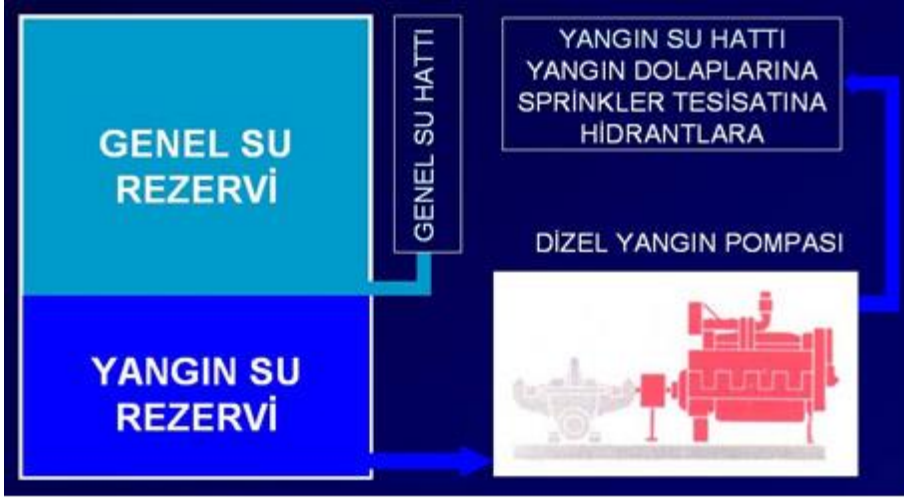 GENEL SU
REZERVİ
GENEL SU HATTI
YANGIN SU HATTI
YANGIN DOLAPLARINA
SPRİNKLER TESİSATINA
HİDRANTLARA
DİZEL YANGIN POMPASI
YANGIN SU
REZERVİ